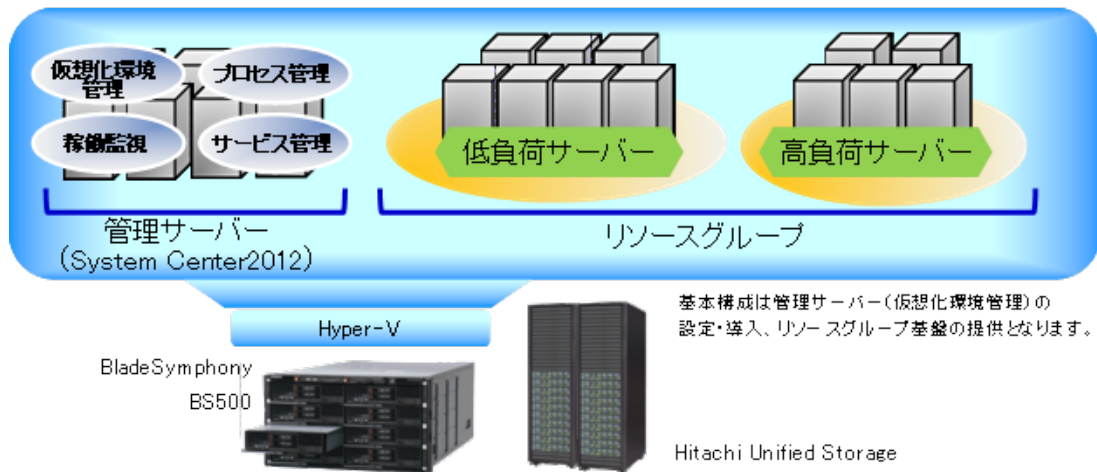 仮想化環境
管理
プロセス管理
稼働監視
サービス管理
低負荷サーバー
高負荷サーバー
管理サーバー
（System Center2012）
リソースグループ
Hyper-V
BladeSymphony
BS500
基本構成は管理サーバー（仮想化環境管理）の
設定・導入、リソースグループ基盤の提供となります。
Hitachi Unified Storage